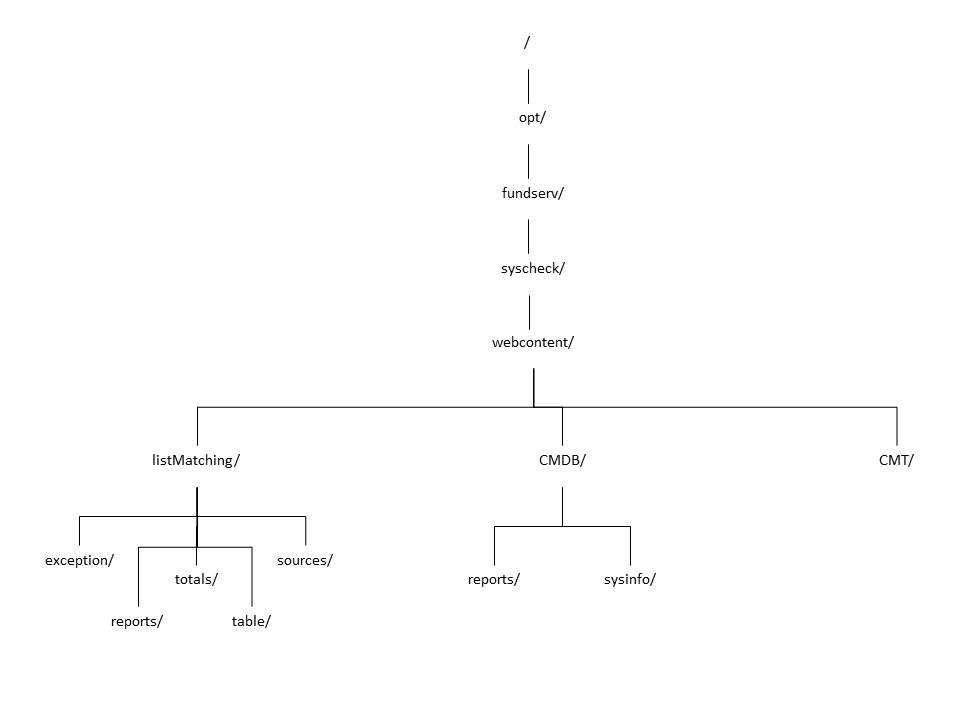 /
opt/
fundserv/
syscheck/
webcontent/
listMatching/
CMDB/
CMT/
exception/
sources/
totals/
reports/
table/
reports/
sysinfo/